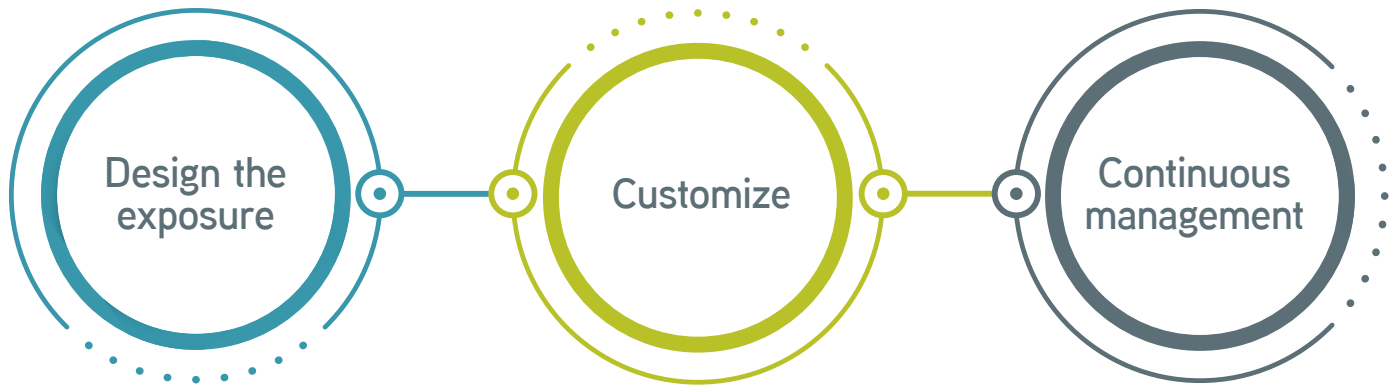 Design the
exposure
Customize
Continuous
management